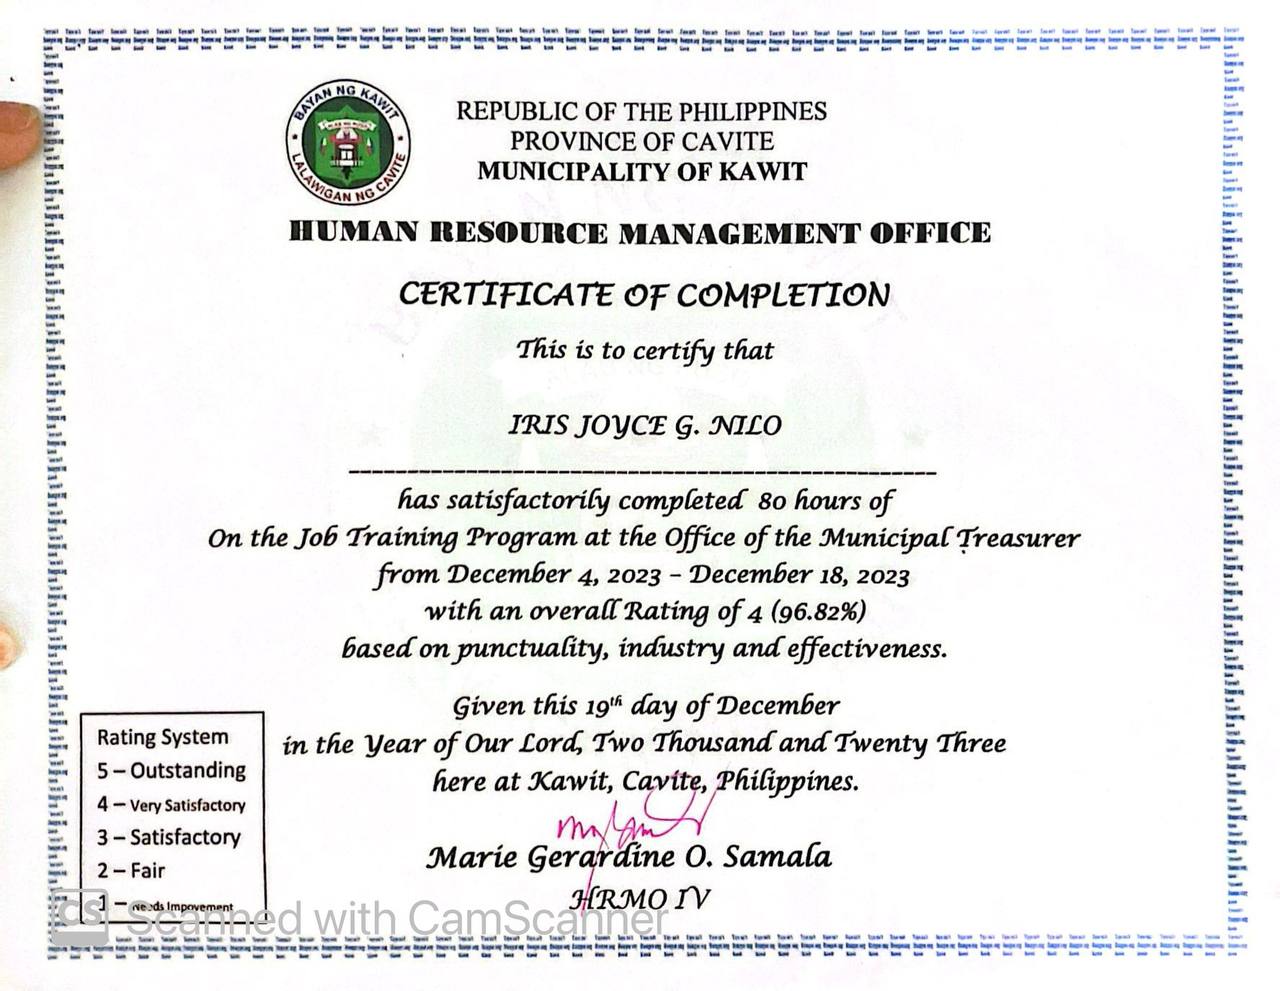 BAYAN NG KAWIT
LALAWIGAN NG CAVITE
REPUBLIC OF THE PHILIPPINES
PROVINCE OF CAVITE
MUNICIPALITY OF KAWIT
HUMAN RESOURCE MANAGEMENT OFFICE
CERTIFICATE OF COMPLETION
This is to certify that
IRIS JOYCE G. NILO
has satisfactorily completed 80 hours of
On the Job Training Program at the Office of the Municipal Treasurer
from December 4, 2023 – December 18, 2023
with an overall Rating of 4 (96.82%)
based on punctuality, industry and effectiveness.
Given this 19th day of December
in the Year of Our Lord, Two Thousand and Twenty Three
here at Kawit, Cavite, Philippines.
Marie Gerardine O. Samala
HRMO IV
Rating System
5 – Outstanding
4 – Very Satisfactory
3 – Satisfactory
2 – Fair
1 – Needs Improvement
CS Scanned with CamScanner